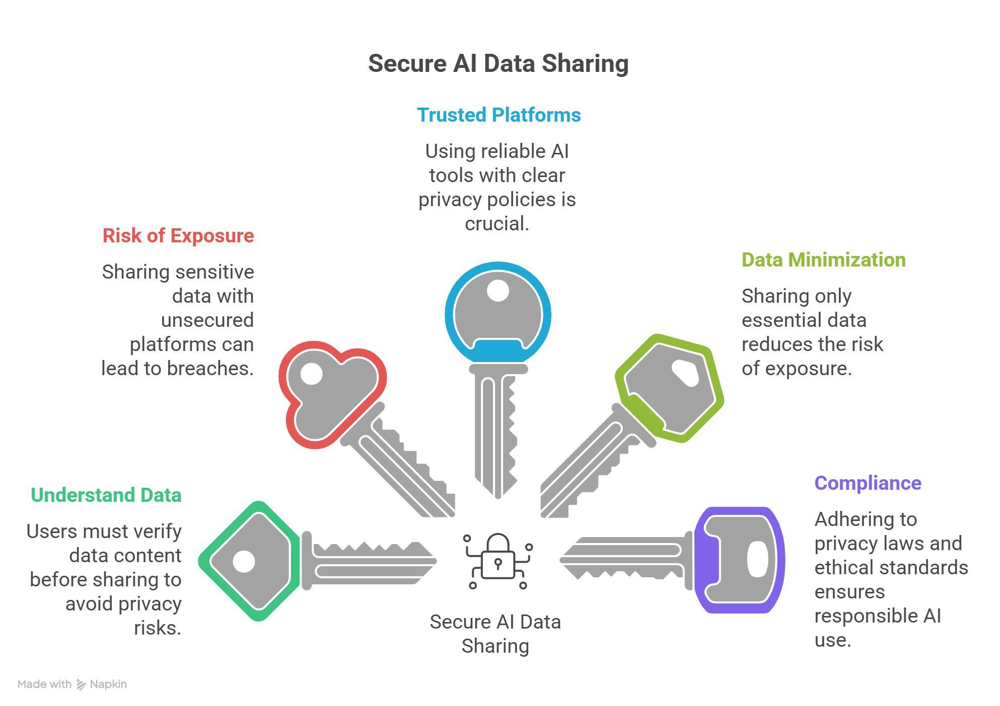 Secure AI Data Sharing
Trusted Platforms
Using reliable AI
tools with clear
privacy policies is
crucial.
Risk of Exposure
Sharing sensitive
data with
unsecured
platforms can
lead to breaches.
Data Minimization
Sharing only
essential data
reduces the risk
of exposure.
Understand Data
Users must verify
data content
before sharing to
avoid privacy
risks.
Compliance
Adhering to
privacy laws and
ethical standards
ensures
responsible AI
use.
Secure AI Data
Sharing
Made with Napkin